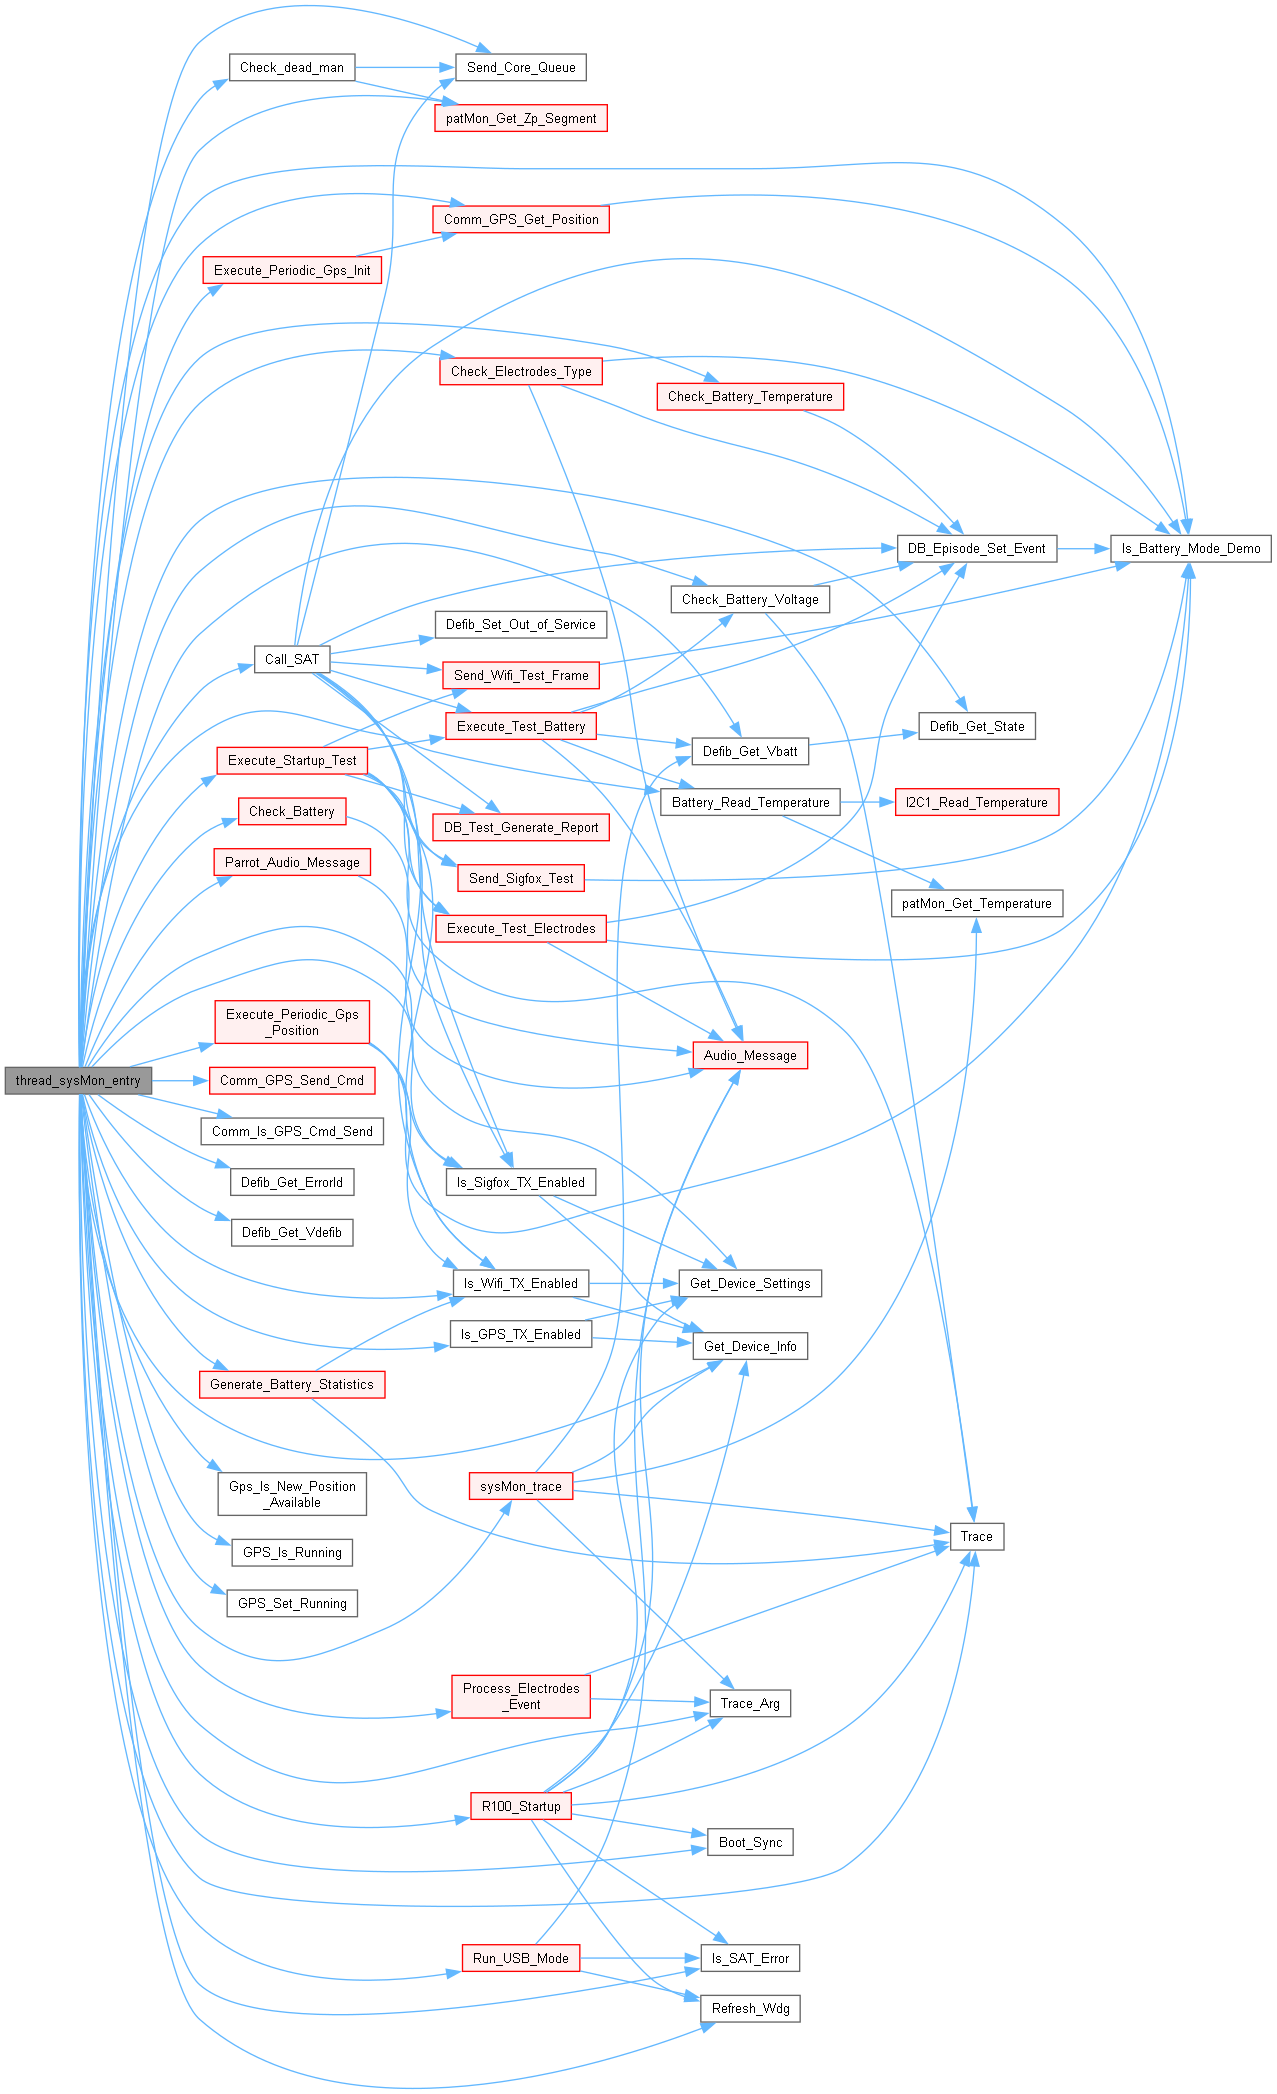 Check_dead_man
Send_Core_Queue
patMon_Get_Zp_Segment
Comm_GPS_Get_Position
Execute_Periodic_Gps_Init
Check_Electrodes_Type
Check_Battery_Temperature
DB_Episode_Set_Event
Is_Battery_Mode_Demo
Check_Battery_Voltage
Defib_Set_Out_of_Service
Call_SAT
Send_Wifi_Test_Frame
Execute_Test_Battery
Defib_Get_State
Defib_Get_Vbatt
Execute_Startup_Test
Battery_Read_Temperature
I2C1_Read_Temperature
Check_Battery
DB_Test_Generate_Report
Parrot_Audio_Message
Send_Sigfox_Test
patMon_Get_Temperature
Execute_Test_Electrodes
Execute_Periodic_Gps
_Position
Audio_Message
thread_sysMon_entry
Comm_GPS_Send_Cmd
Comm_Is_GPS_Cmd_Send
Defib_Get_ErrorId
Is_Sigfox_TX_Enabled
Defib_Get_Vdefib
Is_Wifi_TX_Enabled
Get_Device_Settings
Is_GPS_TX_Enabled
Get_Device_Info
Generate_Battery_Statistics
Gps_Is_New_Position
_Available
sysMon_trace
Trace
GPS_Is_Running
GPS_Set_Running
Process_Electrodes
_Event
Trace_Arg
R100_Startup
Boot_Sync
Run_USB_Mode
Is_SAT_Error
Refresh_Wdg